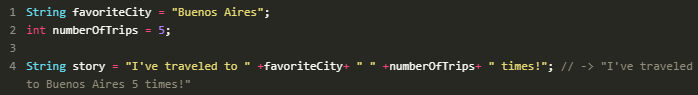 1 String favoriteCity = "Buenos Aires";
2 int numberOfTrips = 5;
3
4 String story = "I've traveled to " +favoriteCity+ " " +numberOfTrips+ " times!"; // -> "I've traveled
to Buenos Aires 5 times!"